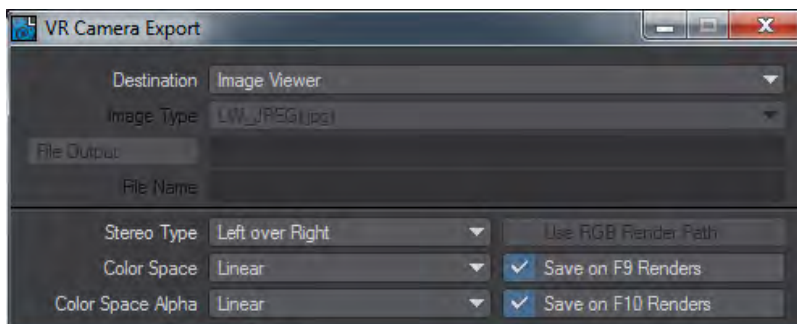 VR Camera Export
Destination Image Viewer
Image Type LW_JPEG(.jpg)
File Output
File Name
Stereo Type Left over Right Use RGB Render Path
Color Space Linear Save on F9 Renders
Color Space Alpha Linear Save on F10 Renders